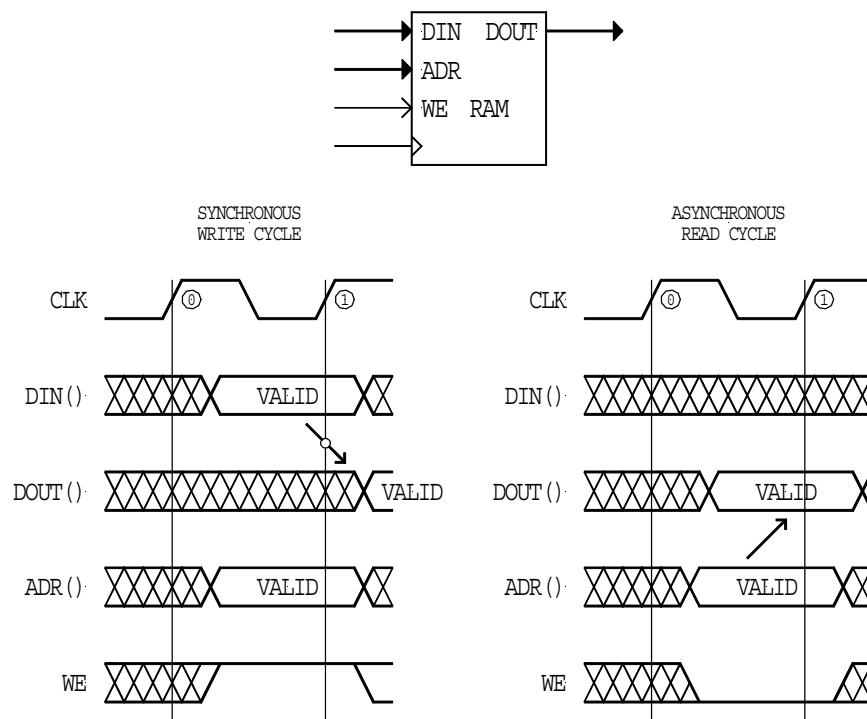 DIN DOUT
ADR
WE RAM
SYNCHRONOUS
WRITE CYCLE
CLK
0
1
DIN()
VALID
DOUT()
VALID
ADR()
VALID
WE
ASYNCHRONOUS
READ CYCLE
CLK
0
1
DIN()
DOUT()
VALID
ADR()
VALID
WE